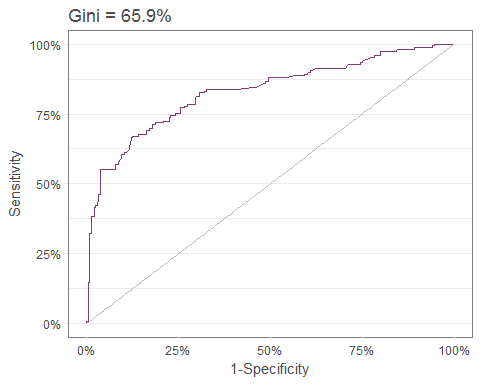 Gini = 65.9%
100%
75%
50%
25%
0%
Sensitivity
0% 25% 50% 75% 100%
1-Specificity